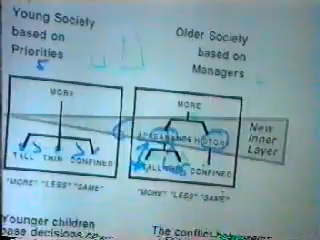 Young Society
based on
Priorities
Older Society
based on
Managers
MORE
TALL THIN CONFINED
"MORE" "LESS" "SAME"
MORE
CONFINED
"MORE" "LESS" "SAME"
New
Inner
Layer
Younger children
base decisions
The conflict between